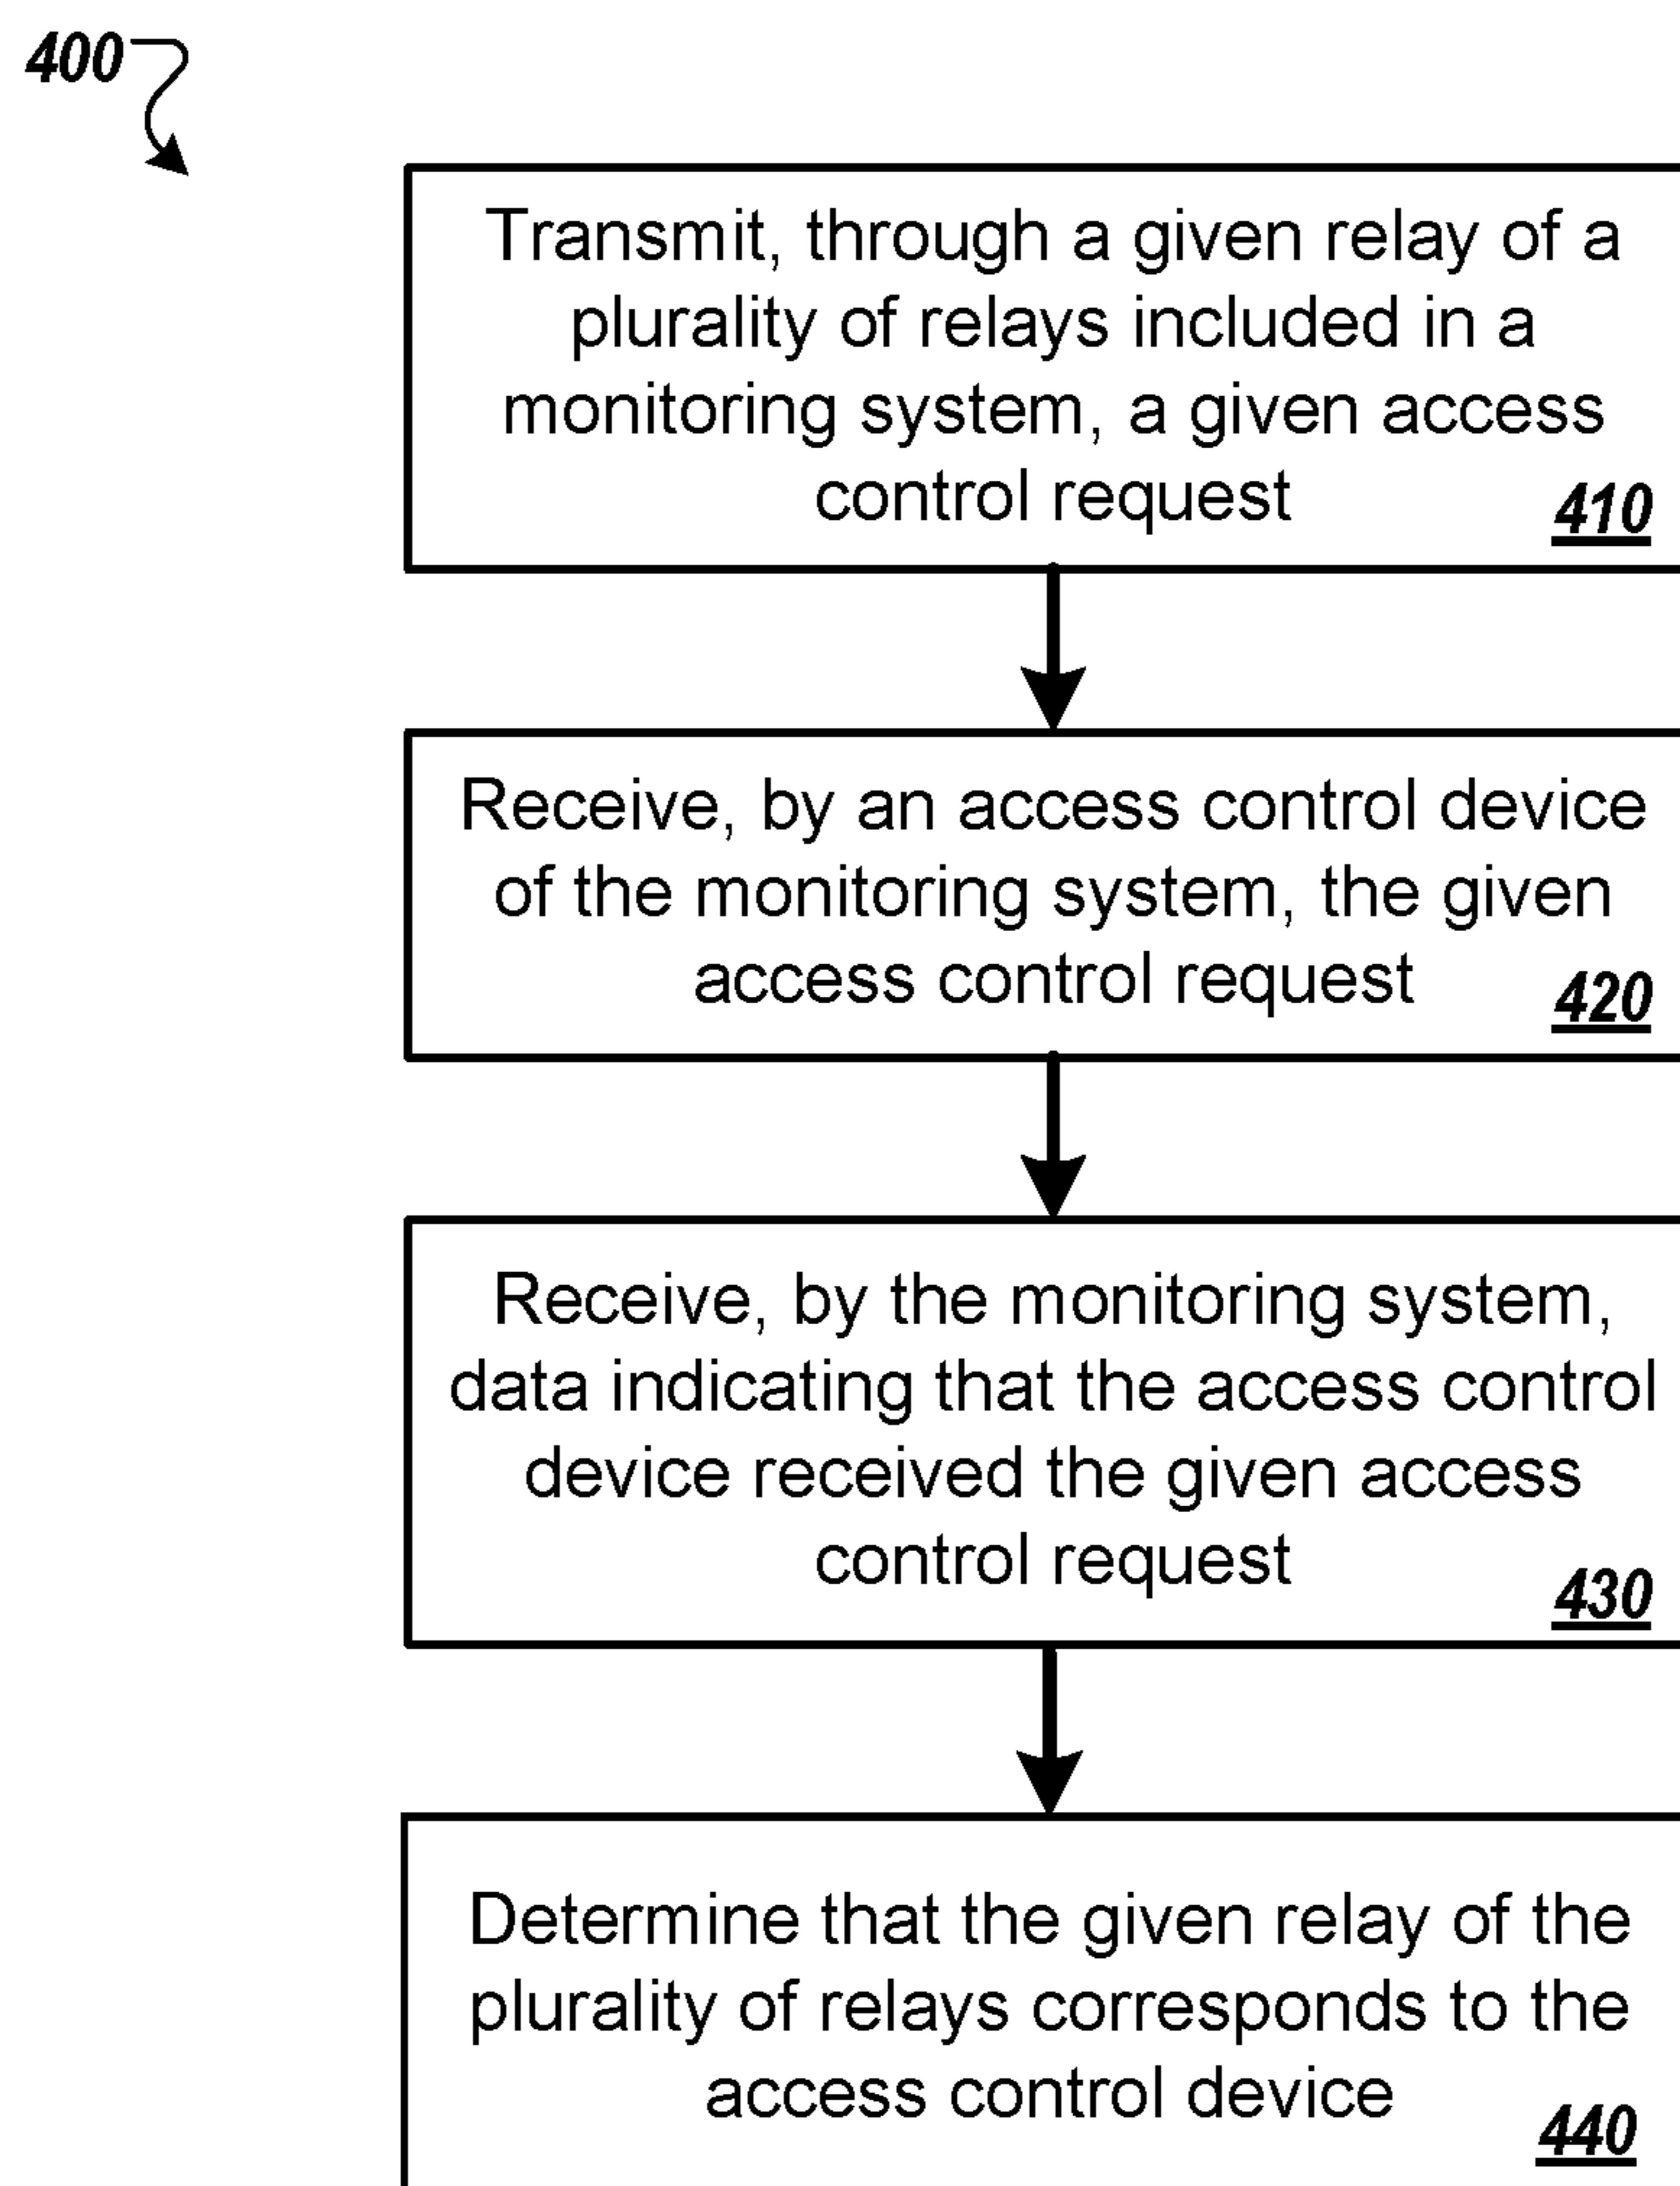 400
Transmit, through a given relay of a
plurality of relays included in a
monitoring system, a given access
control request
410
Receive, by an access control device
of the monitoring system, the given
access control request
420
Receive, by the monitoring system,
data indicating that the access control
device received the given access
control request
430
Determine that the given relay of the
plurality of relays corresponds to the
access control device
440